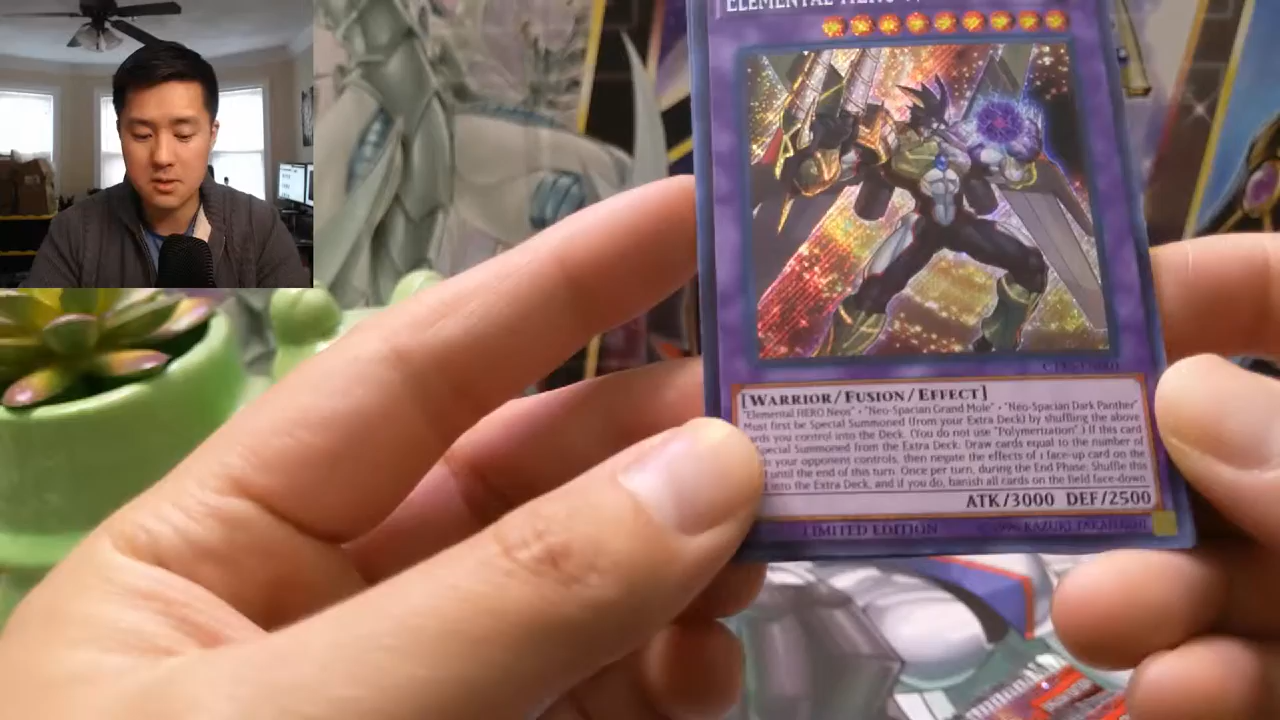 ELEMENTAL HERO
[WARRIOR/FUSION/EFFECT]
"Elemental HERO Neos" + "Neo-Spacian Grand Mole" + "Neo-Spacian Dark Panther"
Must first be Special Summoned (from your Extra Deck) by shuffling the above
cards you control into the Deck. (You do not use "Polymerization".) If this card
Special Summoned from the Extra Deck: Draw cards equal to the number of
your opponent controls, then negate the effects of 1 face-up card on the
until the end of this turn. Once per turn, during the End Phase: Shuffle this
into the Extra Deck, and if you do, banish all cards on the field face-down.
ATK/3000 DEF/2500
LIMITED EDITION
©1996 KAZUKI TAKAHASHI